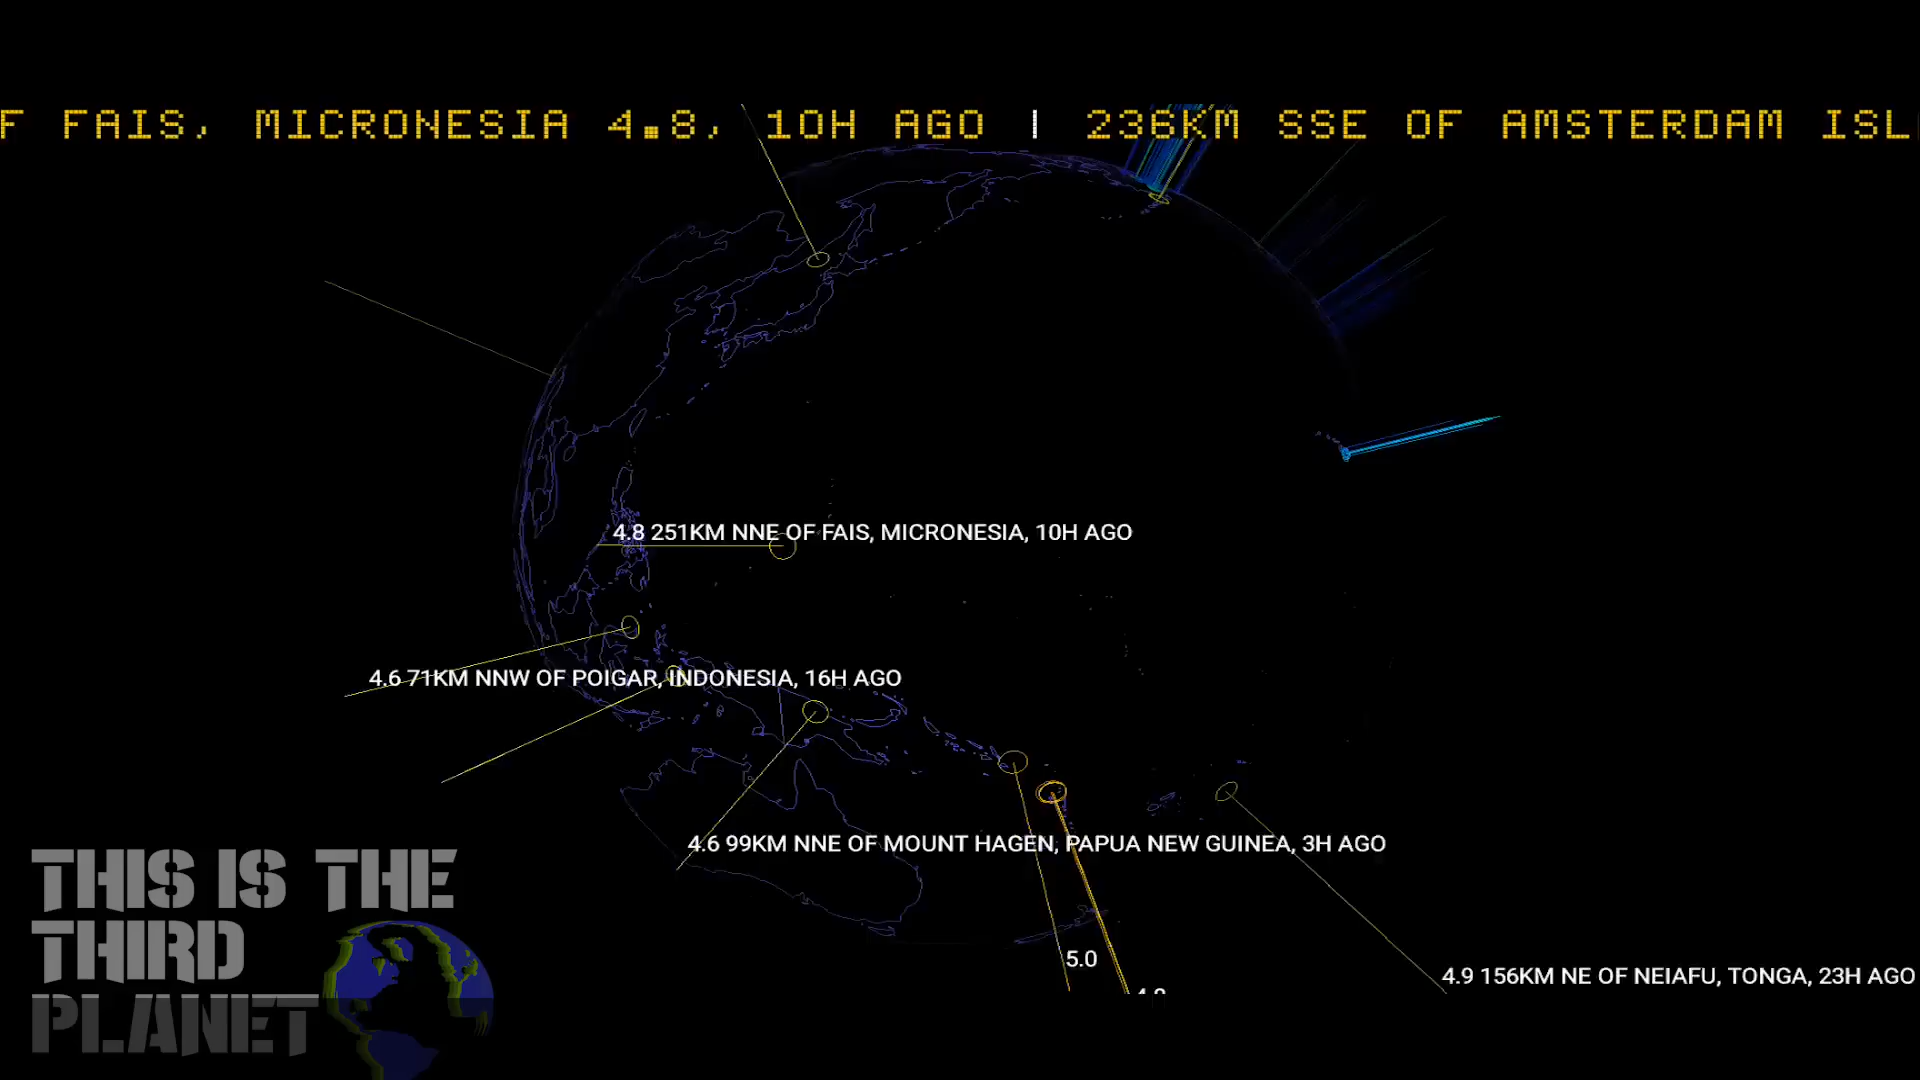 F FAIS, MICRONESIA 4.8, 10H AGO | 236KM SSE OF AMSTERDAM ISL
4.8 251KM NNE OF FAIS, MICRONESIA, 10H AGO
4.6 71KM NNW OF POIGAR, INDONESIA, 16H AGO
4.6 99KM NNE OF MOUNT HAGEN, PAPUA NEW GUINEA, 3H AGO
5.0
4.9 156KM NE OF NEIAFU, TONGA, 23H AGO
THIS IS THE
THIRD
PLANET